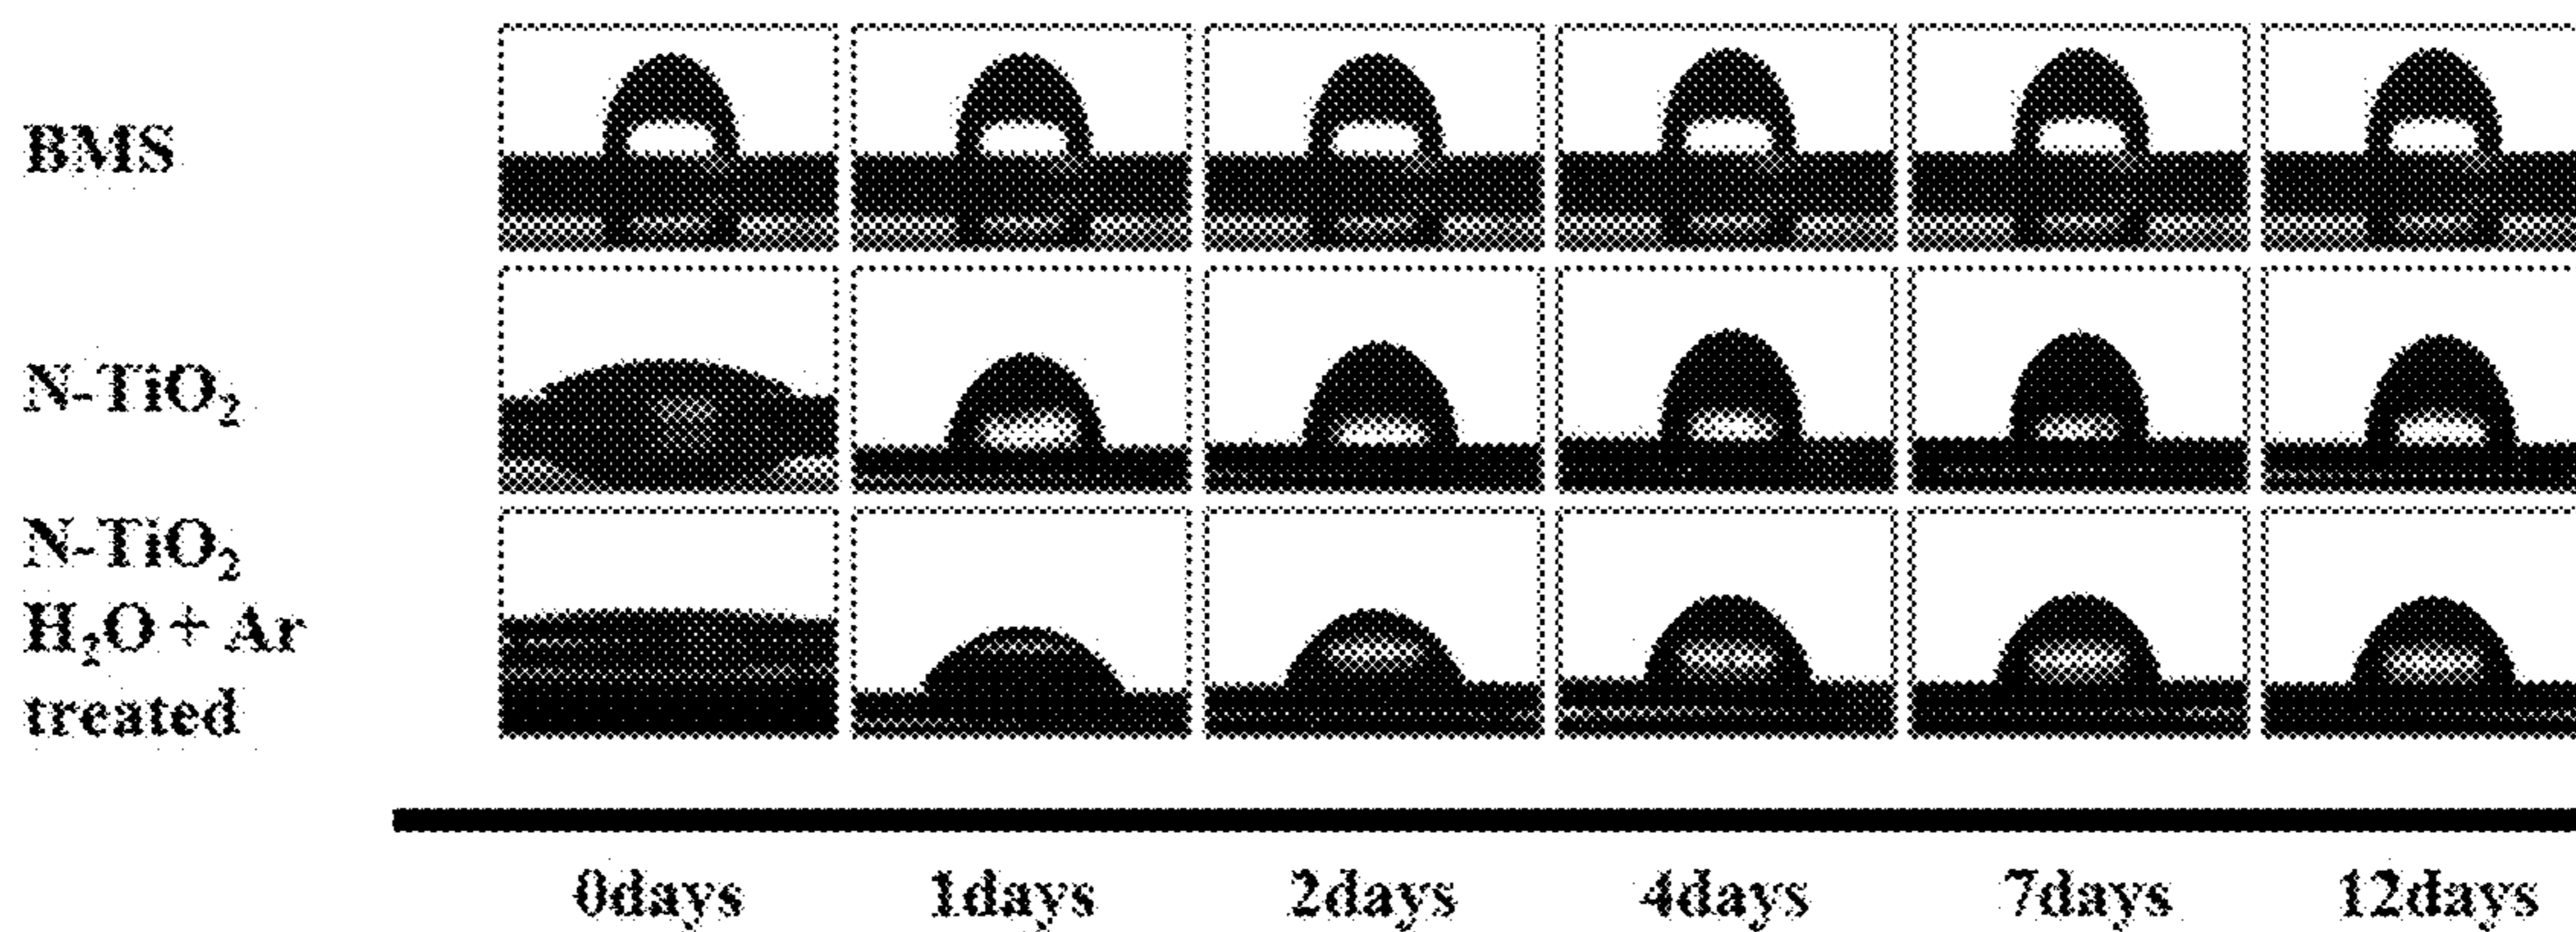 BMS
N-TiO₂
N-TiO₂
H₂O + Ar
treated
0days 1days 2days 4days 7days 12days